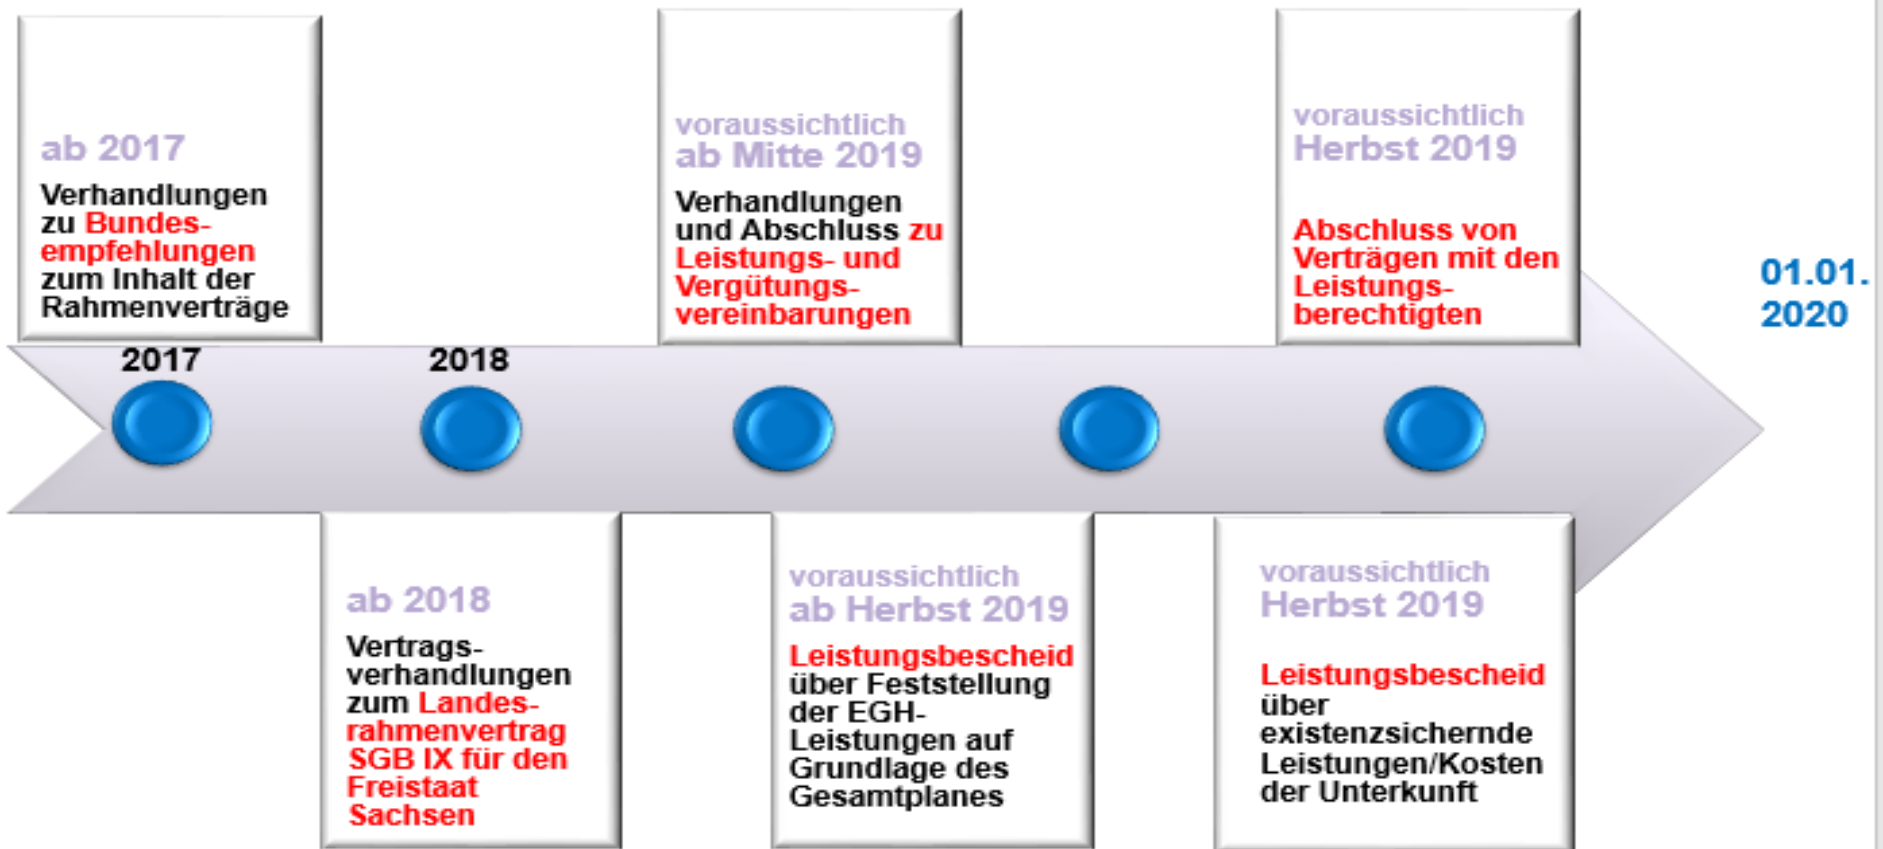 ab 2017
Verhandlungen
zu Bundes-
empfehlungen
zum Inhalt der
Rahmenverträge
voraussichtlich
ab Mitte 2019
Verhandlungen
und Abschluss zu
Leistungs- und
Vergütungs-
vereinbarungen
voraussichtlich
Herbst 2019
Abschluss von
Verträgen mit den
Leistungs-
berechtigten
01.01.
2020
2017
2018
ab 2018
Vertrags-
verhandlungen
zum Landes-
rahmenvertrag
SGB IX für den
Freistaat
Sachsen
voraussichtlich
ab Herbst 2019
Leistungsbescheid
über Feststellung
der EGH-
Leistungen auf
Grundlage des
Gesamtplanes
voraussichtlich
Herbst 2019
Leistungsbescheid
über
existenzsichernde
Leistungen/Kosten
der Unterkunft